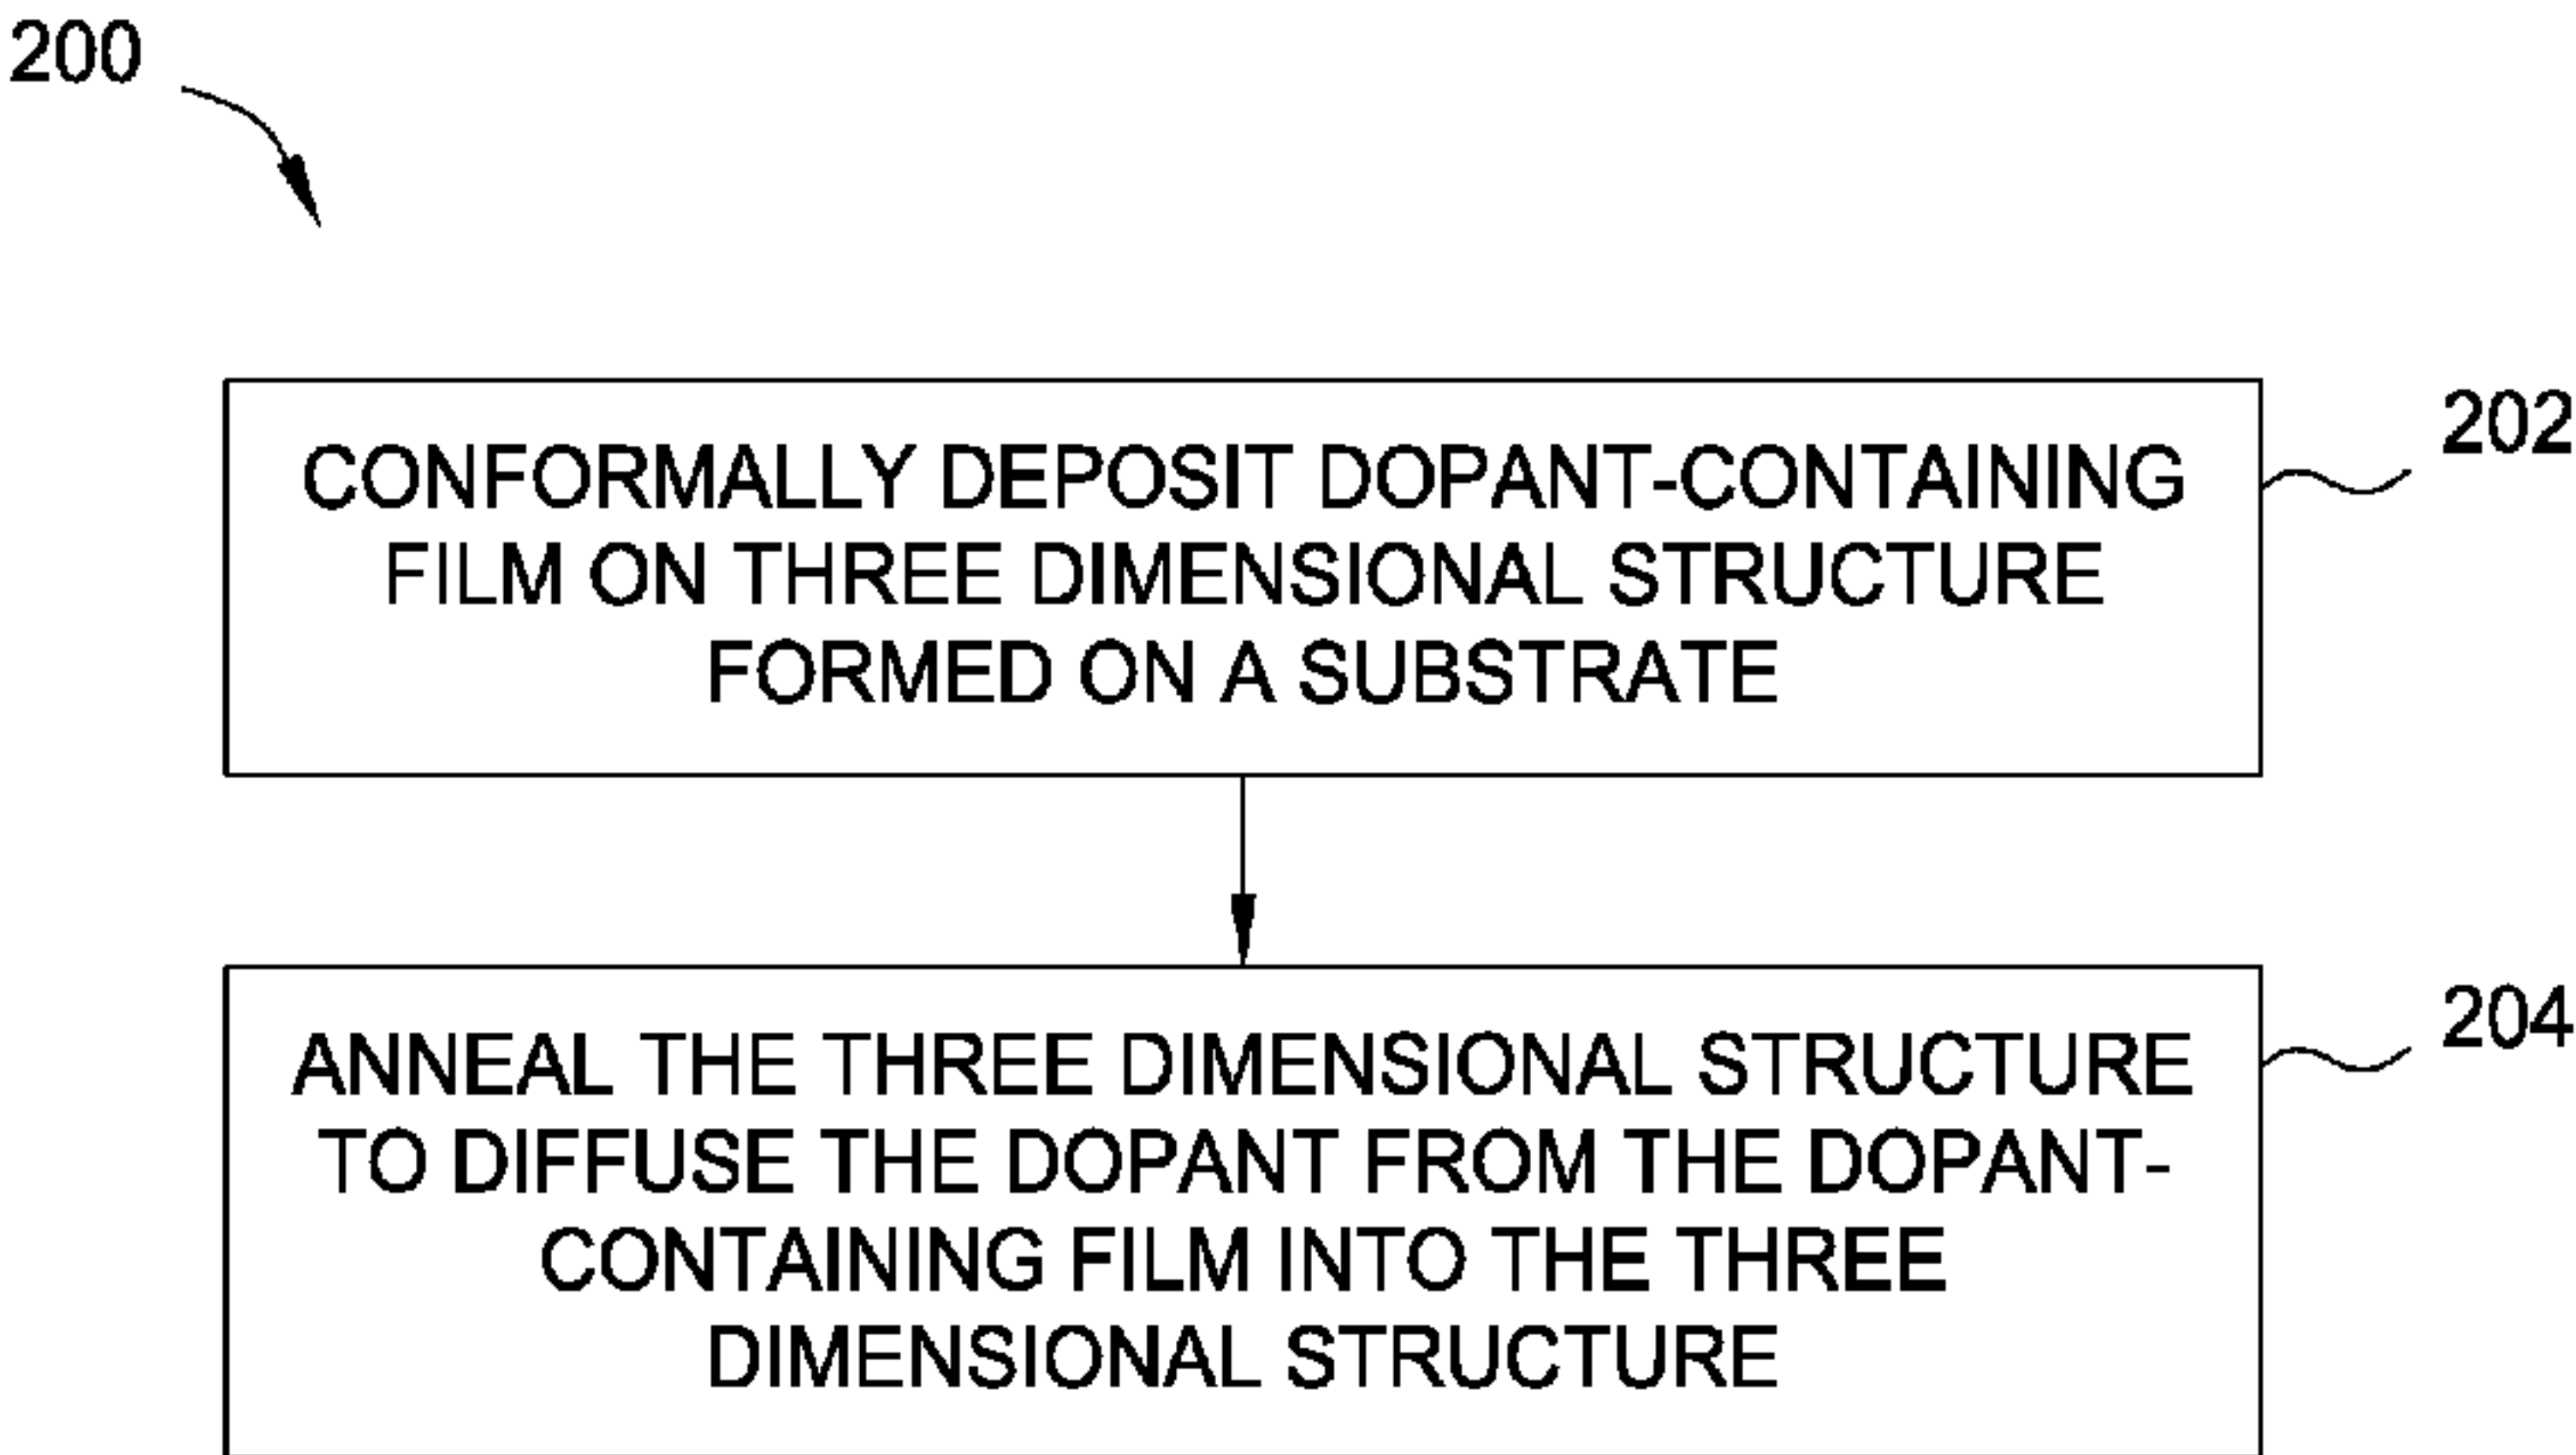 200
CONFORMALLY DEPOSIT DOPANT-CONTAINING
FILM ON THREE DIMENSIONAL STRUCTURE
FORMED ON A SUBSTRATE
202
ANNEAL THE THREE DIMENSIONAL STRUCTURE
TO DIFFUSE THE DOPANT FROM THE DOPANT-
CONTAINING FILM INTO THE THREE
DIMENSIONAL STRUCTURE
204